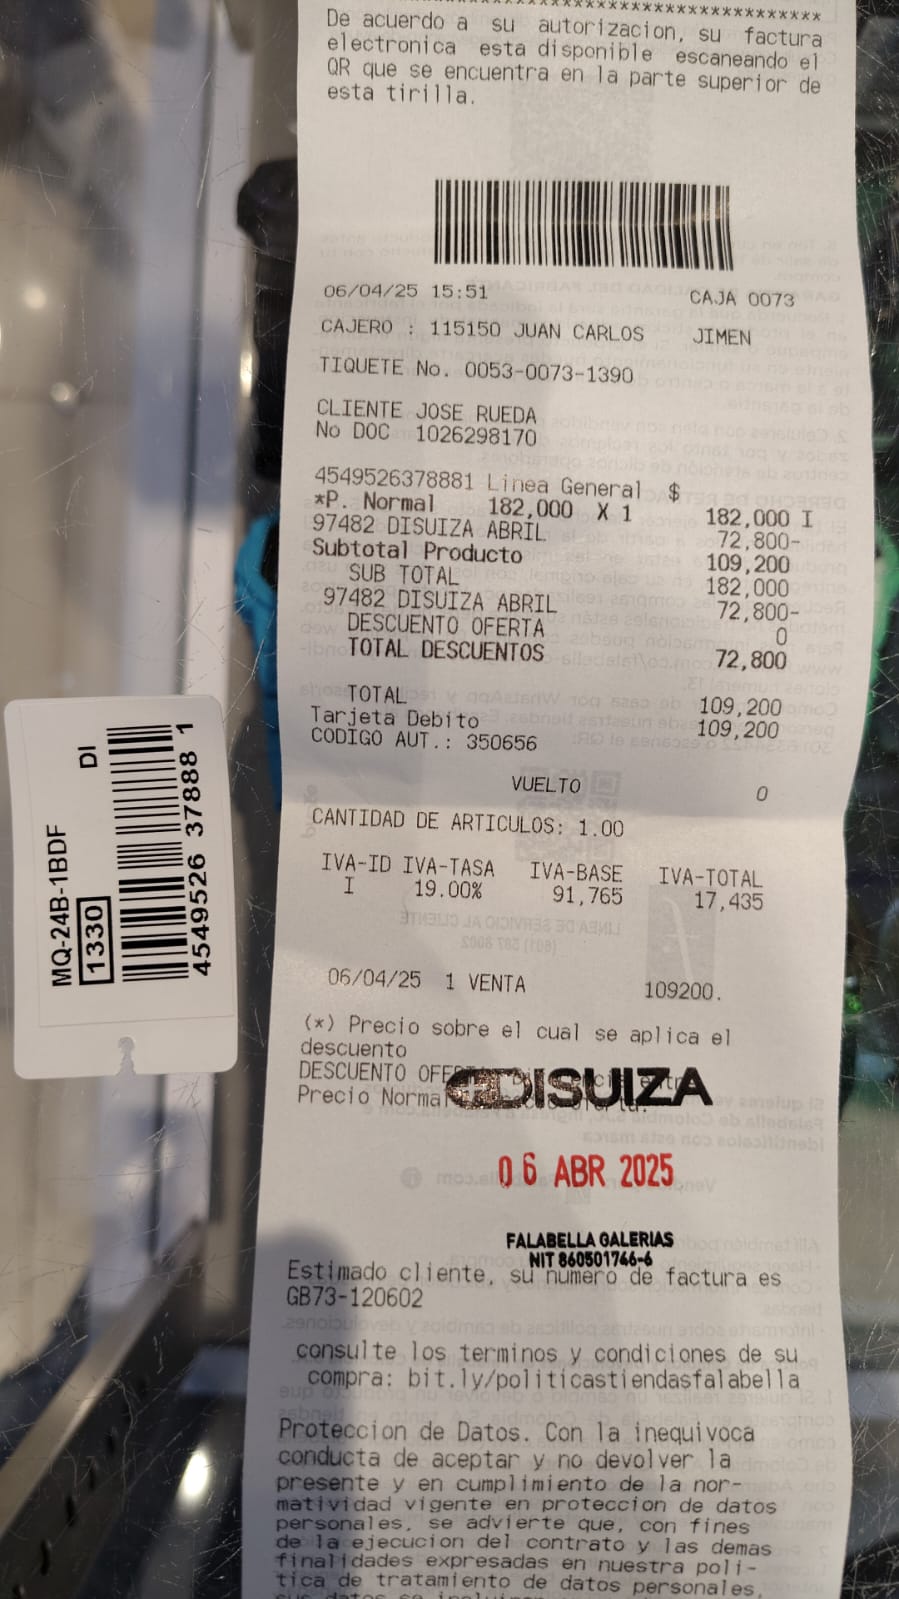 De acuerdo a su autorizacion, su factura
electronica esta disponible escaneando el
QR que se encuentra en la parte superior de
esta tirilla.
06/04/25 15:51 CAJA 0073
CAJERO : 115150 JUAN CARLOS JIMEN
TIQUETE No. 0053-0073-1390
CLIENTE JOSE RUEDA
No DOC 1026298170
4549526378881 Linea General $
*P. Normal 182,000 X 1 182,000 I
97482 DISUIZA ABRIL 72,800-
Subtotal Producto 109,200
SUB TOTAL 182,000
97482 DISUIZA ABRIL 72,800-
DESCUENTO OFERTA 0
TOTAL DESCUENTOS 72,800
TOTAL 109,200
Tarjeta Debito 109,200
CODIGO AUT.: 350656
VUELTO 0
CANTIDAD DE ARTICULOS: 1.00
IVA-ID IVA-TASA IVA-BASE IVA-TOTAL
I 19.00% 91,765 17,435
06/04/25 1 VENTA 109200.
(*) Precio sobre el cual se aplica el
descuento
DESCUENTO
Precio
DISUIZA
06 ABR 2025
FALABELLA GALERIAS
NIT 860501766-6
Estimado cliente, su numero de factura es
GB73-120602
consulte los terminos y condiciones de su
compra: bit.ly/politicastiendasfalabella
Proteccion de Datos. Con la inequivoca
conducta de aceptar y no devolver la
presente y en cumplimiento de la nor-
matividad vigente en proteccion de datos
personales, se advierte que, con fines
de la ejecucion del contrato y las demas
finalidades expresadas en nuestra poli-
tica de tratamiento de datos personales,
MQ-24B-1BDF
1330 DI
4549526 378881